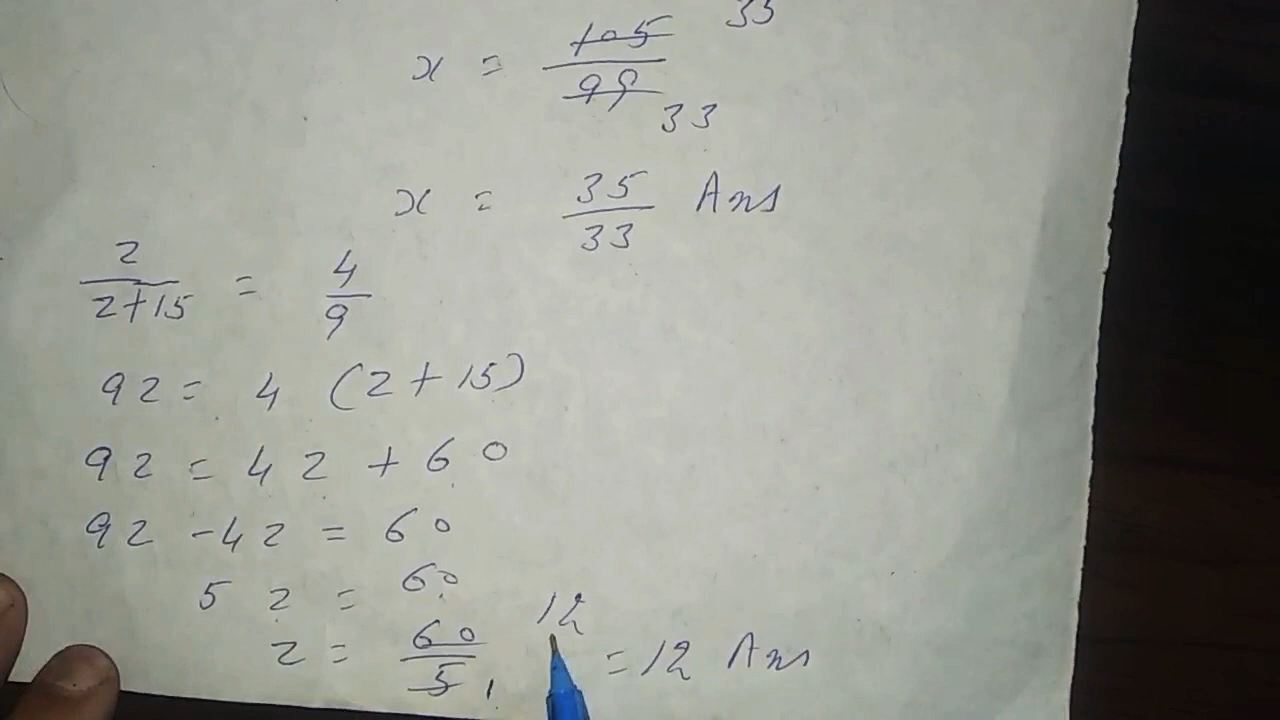 x = 105/99 33
33
x = 35/33 Ans
z/z+15 = 4/9
9z = 4 (z+15)
9z = 4z + 60
9z -4z = 60
5z = 60
z = 60/5 12 1 = 12 Ans